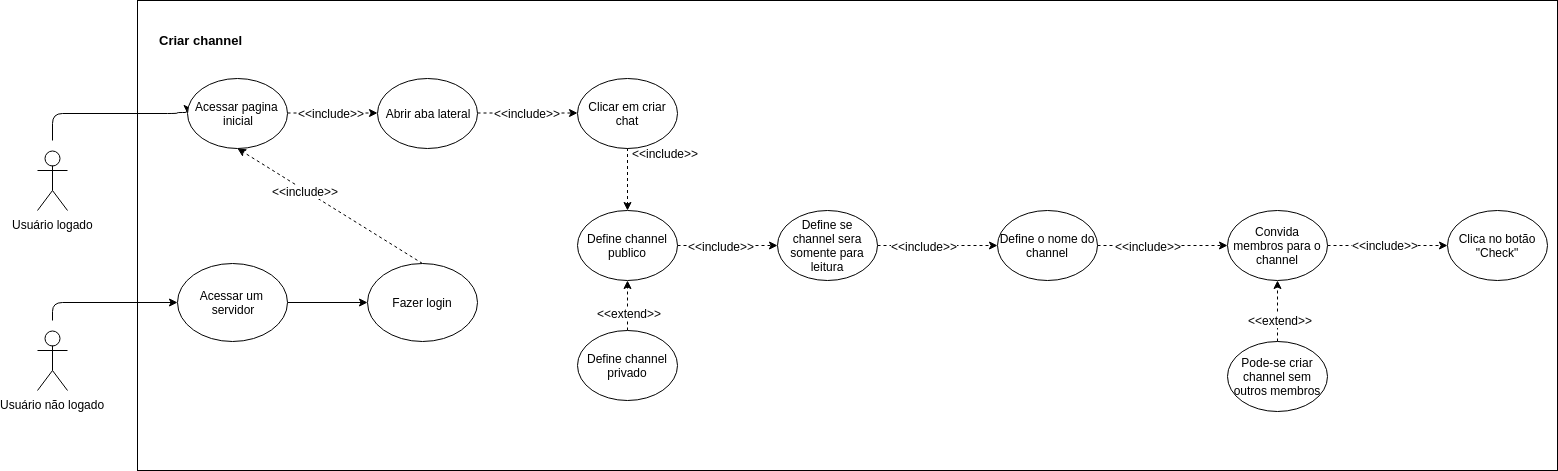 Criar channel
Acessar pagina
inicial
<<include>>
Abrir aba lateral
<<include>>
Clicar em criar
chat
<<include>>
<<include>>
Usuário logado
Define channel
publico
<<include>>
Define se
channel sera
somente para
leitura
<<include>>
Define o nome do
channel
<<include>>
Convida
membros para o
channel
<<include>>
Clica no botão
"Check"
Acessar um
servidor
Fazer login
<<extend>>
<<extend>>
Define channel
privado
Pode-se criar
channel sem
outros membros
Usuário não logado